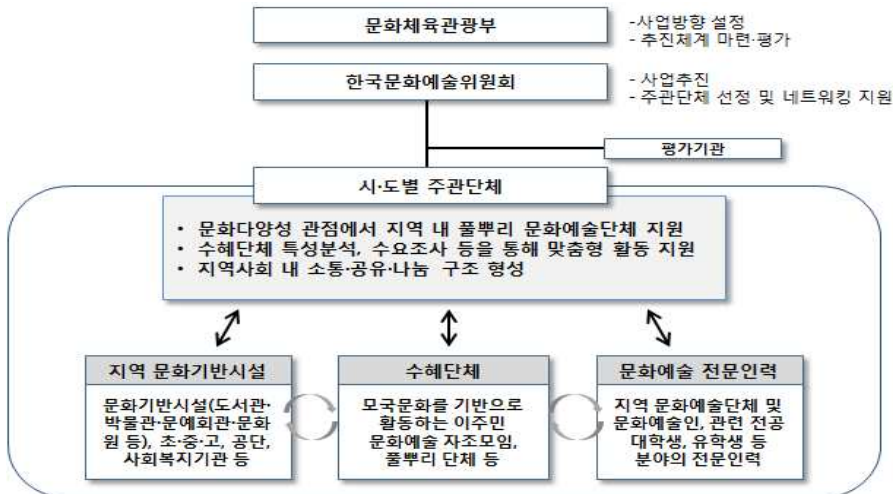 문화체육관광부
-사업방향 설정
- 추진체계 마련·평가
한국문화예술위원회
- 사업추진
- 주관단체 선정 및 네트워킹 지원
평가기관
시·도별 주관단체
• 문화다양성 관점에서 지역 내 풀뿌리 문화예술단체 지원
• 수혜단체 특성분석, 수요조사 등을 통해 맞춤형 활동 지원
• 지역사회 내 소통·공유·나눔 구조 형성
지역 문화기반시설
문화기반시설(도서관·
박물관·문예회관·문화
원 등), 초·중·고, 공단,
사회복지기관 등
수혜단체
모국문화를 기반으로
활동하는 이주민
문화예술 자조모임,
풀뿌리 단체 등
문화예술 전문인력
지역 문화예술단체 및
문화예술인, 관련 전공
대학생, 유학생 등
분야의 전문인력